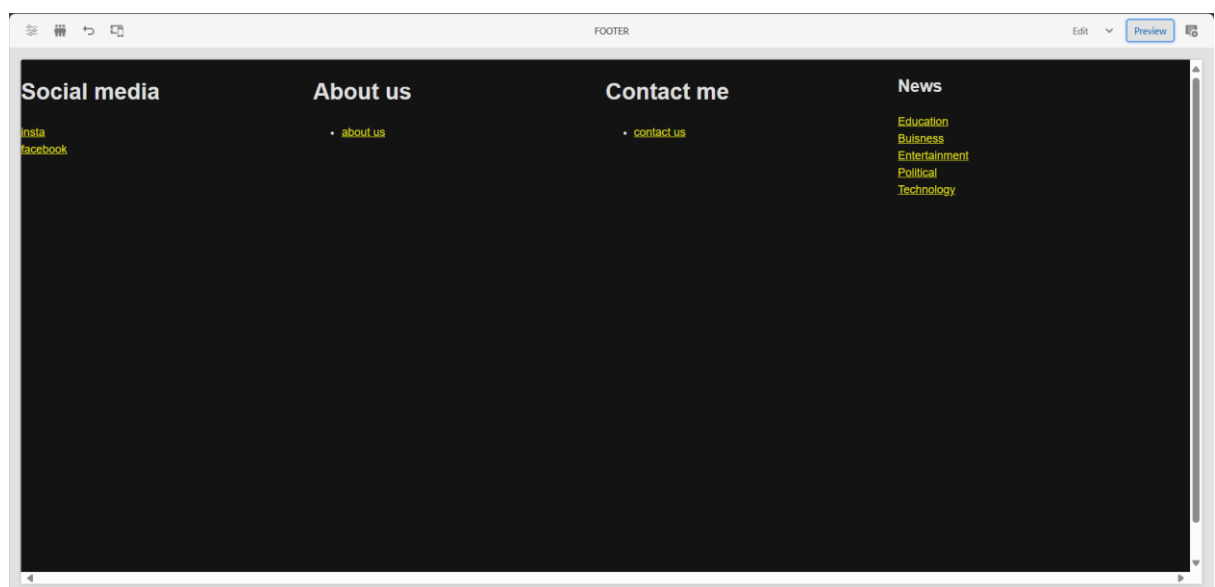 FOOTER
Edit
Preview
Social media
insta
facebook
About us
• about us
Contact me
• contact us
News
Education
Buisness
Entertainment
Political
Technology